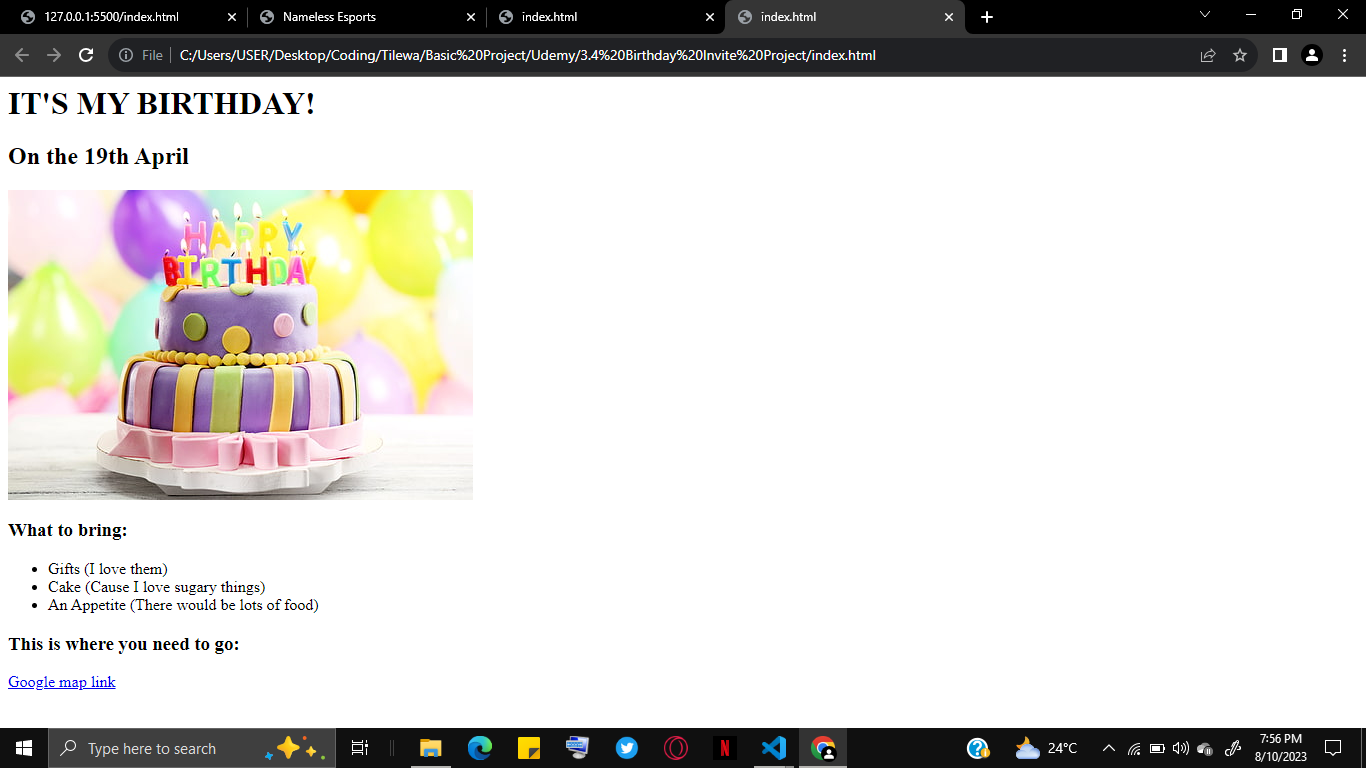 127.0.0.1:5500/index.html
Nameless Esports
index.html
index.html
File
C:/Users/USER/Desktop/Coding/Tilewa/Basic%20Project/Udemy/3.4%20Birthday%20Invite%20Project/index.html
IT'S MY BIRTHDAY!
On the 19th April
HAPPY
BIRTHDAY
What to bring:
Gifts (I love them)
Cake (Cause I love sugary things)
An Appetite (There would be lots of food)
This is where you need to go:
Google map link
Type here to search
N
24°C
7:56 PM
8/10/2023